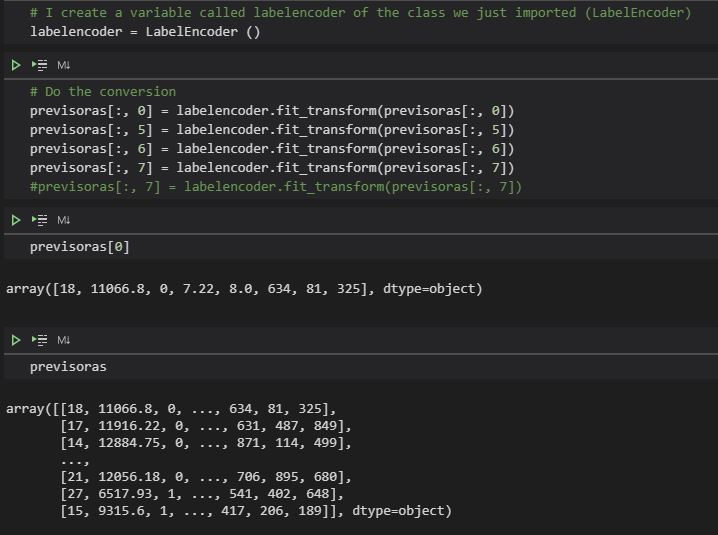 # I create a variable called labelencoder of the class we just imported (LabelEncoder)
labelencoder = LabelEncoder ()
M↓
# Do the conversion
previsoras[:, 0] = labelencoder.fit_transform(previsoras[:, 0])
previsoras[:, 5] = labelencoder.fit_transform(previsoras[:, 5])
previsoras[:, 6] = labelencoder.fit_transform(previsoras[:, 6])
previsoras[:, 7] = labelencoder.fit_transform(previsoras[:, 7])
#previsoras[:, 7] = labelencoder.fit_transform(previsoras[:, 7])
M↓
previsoras[0]
array([18, 11066.8, 0, 7.22, 8.0, 634, 81, 325], dtype=object)
M↓
previsoras
array([[18, 11066.8, 0, ..., 634, 81, 325],
[17, 11916.22, 0, ..., 631, 487, 849],
[14, 12884.75, 0, ..., 871, 114, 499],
...,
[21, 12056.18, 0, ..., 706, 895, 680],
[27, 6517.93, 1, ..., 541, 402, 648],
[15, 9315.6, 1, ..., 417, 206, 189]], dtype=object)